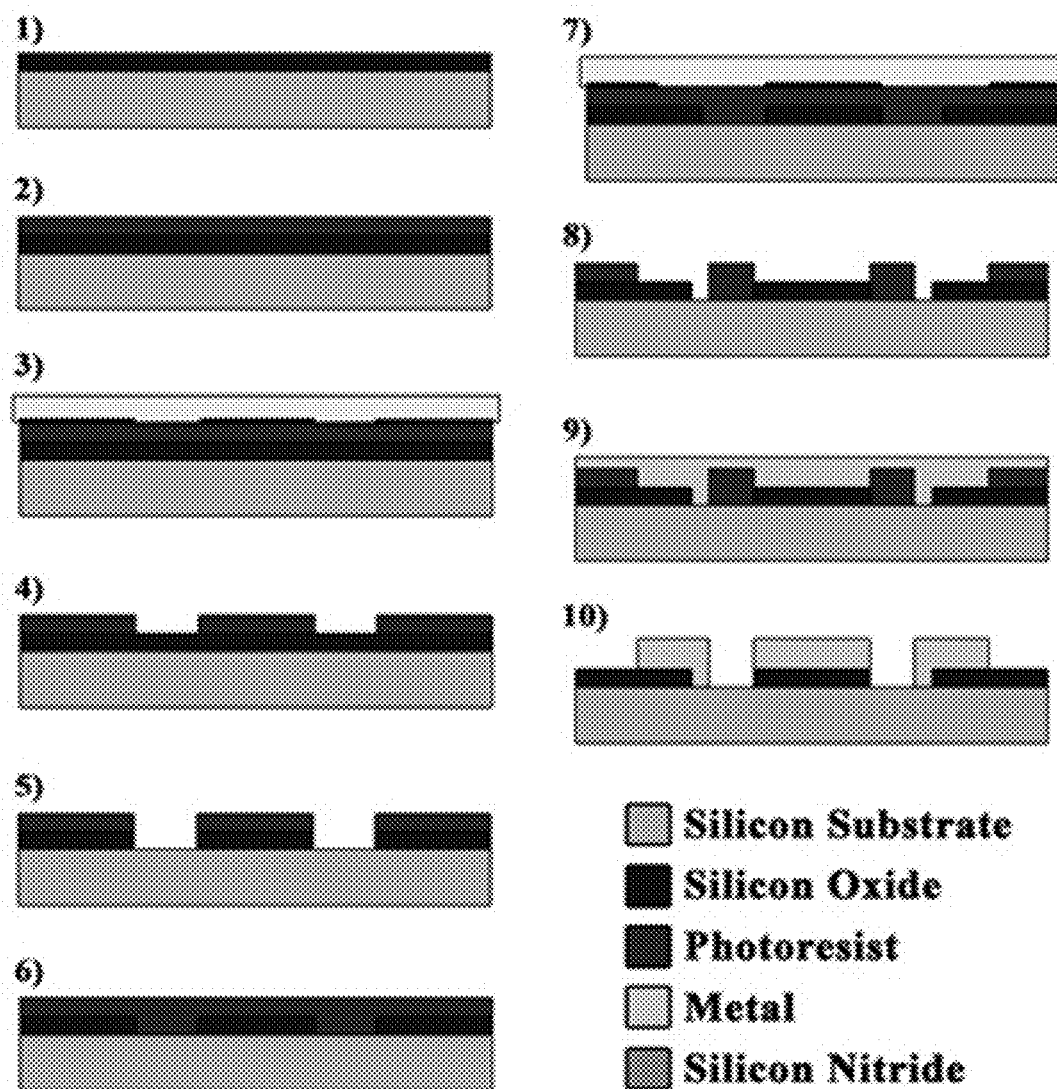 1)
2)
3)
4)
5)
6)
7)
8)
9)
10)
Silicon Substrate
Silicon Oxide
Photoresist
Metal
Silicon Nitride